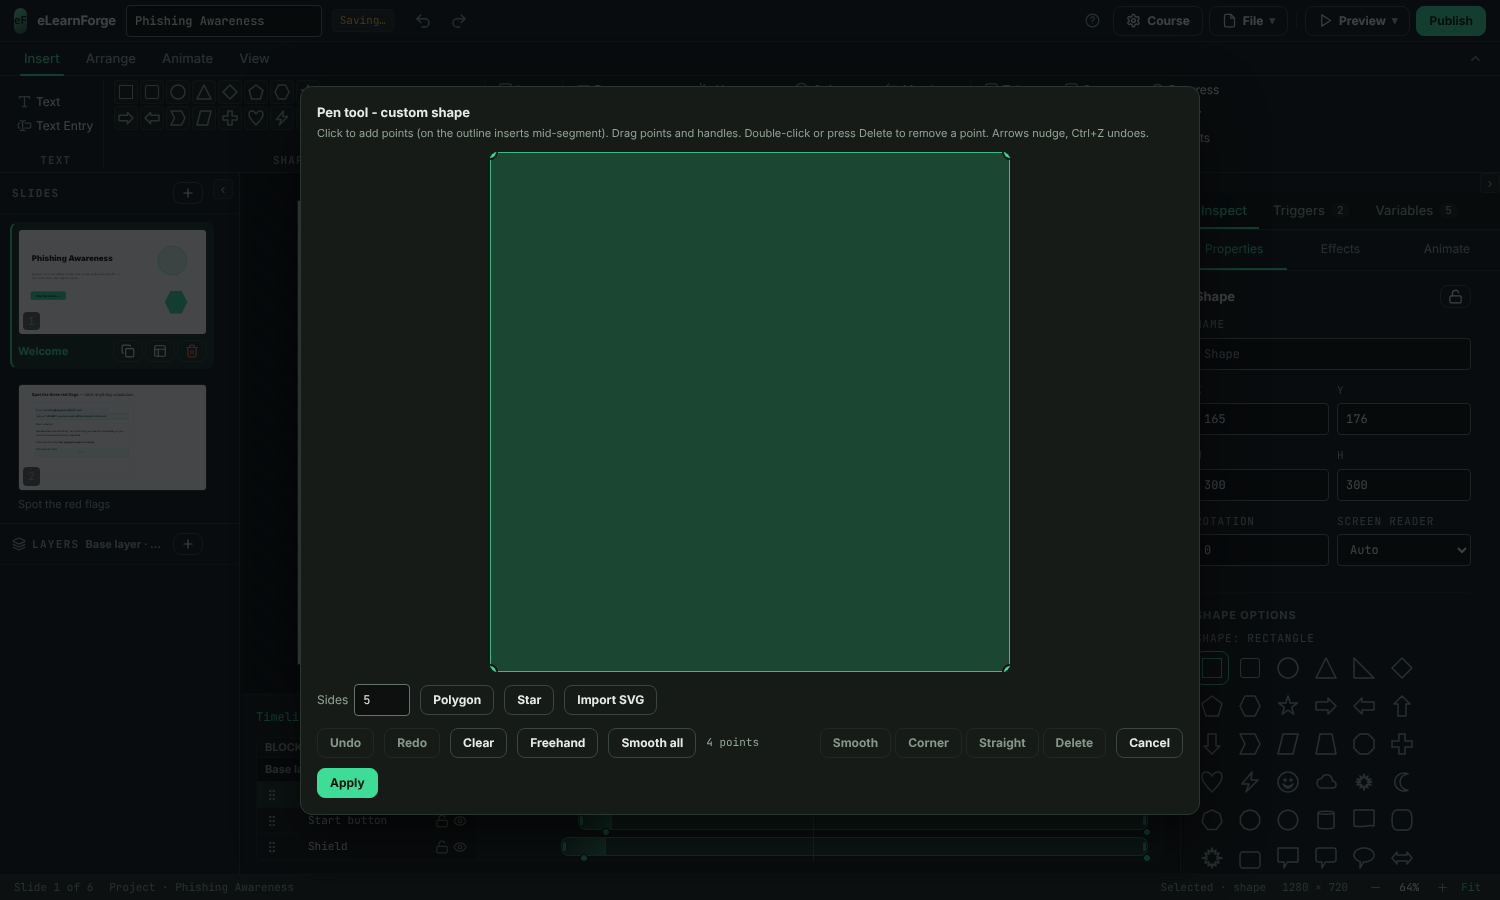 eF eLearnForge Phishing Awareness Saving… Course File ▾ Preview ▾ Publish
Insert Arrange Animate View
Text
Text Entry
TEXT
Pen tool - custom shape
Click to add points (on the outline inserts mid-segment). Drag points and handles. Double-click or press Delete to remove a point. Arrows nudge, Ctrl+Z undoes.
SLIDES
Phishing Awareness
1
Welcome
2
Spot the red flags
LAYERS Base layer · …
Sides 5 Polygon Star Import SVG
Undo Redo Clear Freehand Smooth all 4 points Smooth Corner Straight Delete Cancel
Apply
Start button
Shield
Inspect Triggers 2 Variables 5
Properties Effects Animate
Shape
Shape
Y
165 176
H
300 300
SCREEN READER
0 Auto
SHAPE OPTIONS
SHAPE: RECTANGLE
Slide 1 of 6 Project · Phishing Awareness Selected · shape 1280 × 720 — 64% + Fit